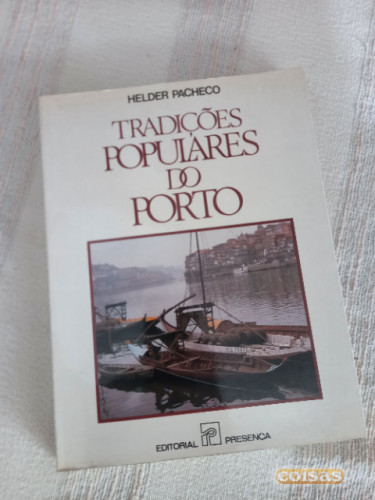 HELDER PACHECO
TRADIÇÕES
POPULARES
DO
PORTO
EDITORIAL PRESENÇA
coisas